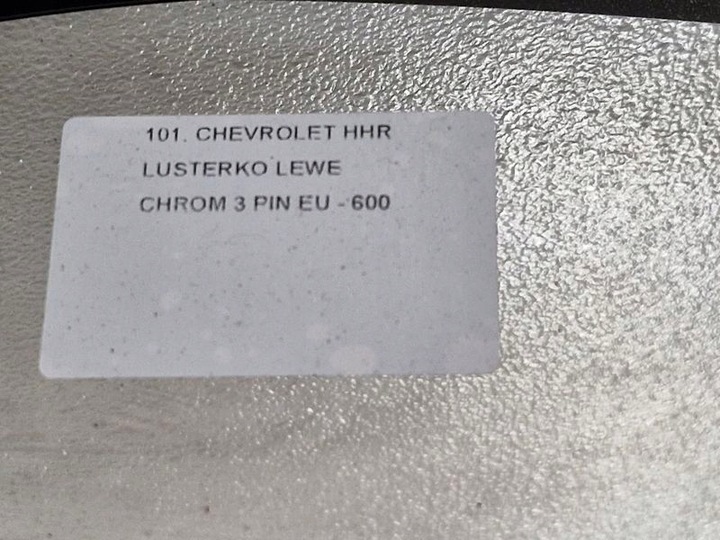 101. CHEVROLET HHR
LUSTERKO LEWE
CHROM 3 PIN EU - 600